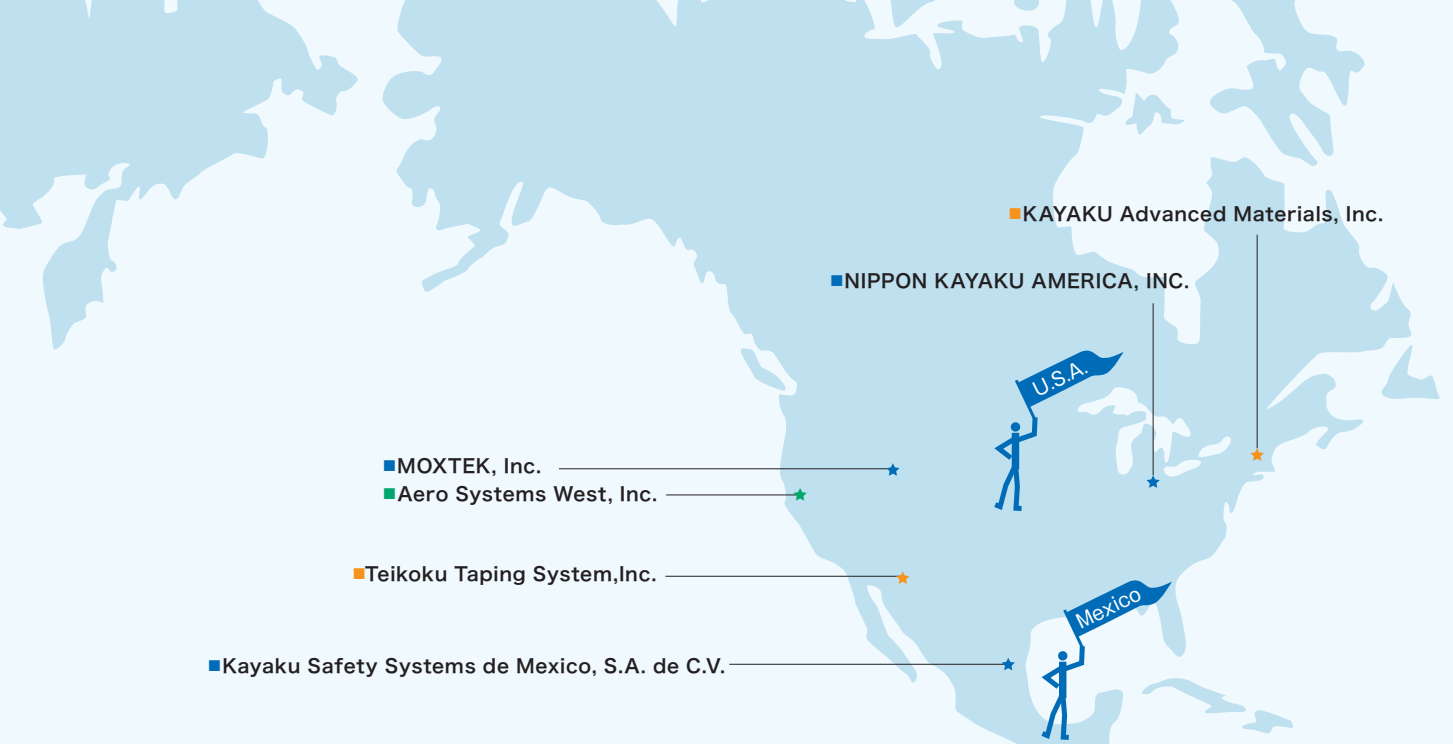 ■KAYAKU Advanced Materials, Inc.
■NIPPON KAYAKU AMERICA, INC.
U.S.A.
■MOXTEK, Inc.
■Aero Systems West, Inc.
■Teikoku Taping System,Inc.
Mexico
■Kayaku Safety Systems de Mexico, S.A. de C.V.